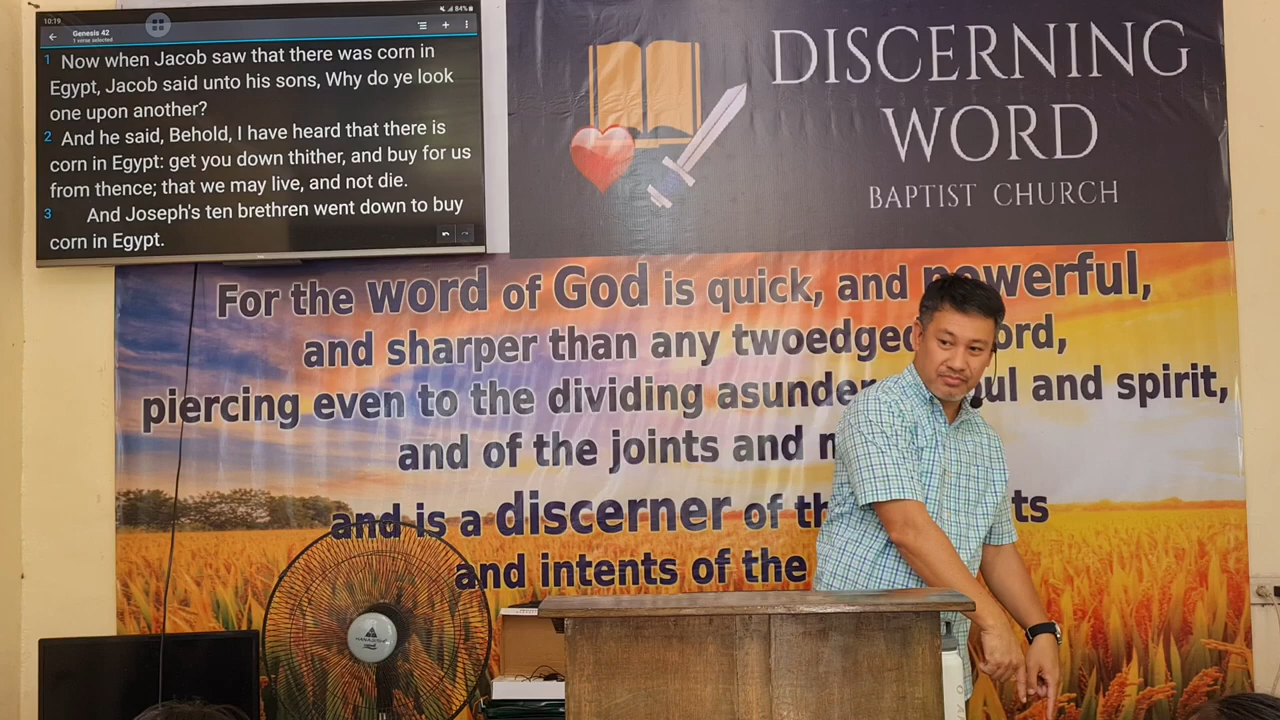 10:19
84%
Genesis 42
1 verse selected
1 Now when Jacob saw that there was corn in
Egypt, Jacob said unto his sons, Why do ye look
one upon another?
2 And he said, Behold, I have heard that there is
corn in Egypt: get you down thither, and buy for us
from thence; that we may live, and not die.
3 And Joseph's ten brethren went down to buy
corn in Egypt.
DISCERNING
WORD
BAPTIST CHURCH
For the word of God is quick, and powerful,
and sharper than any twoedged ord,
piercing even to the dividing asunder ul and spirit,
and of the joints and m
and is a discerner of th ts
and intents of the